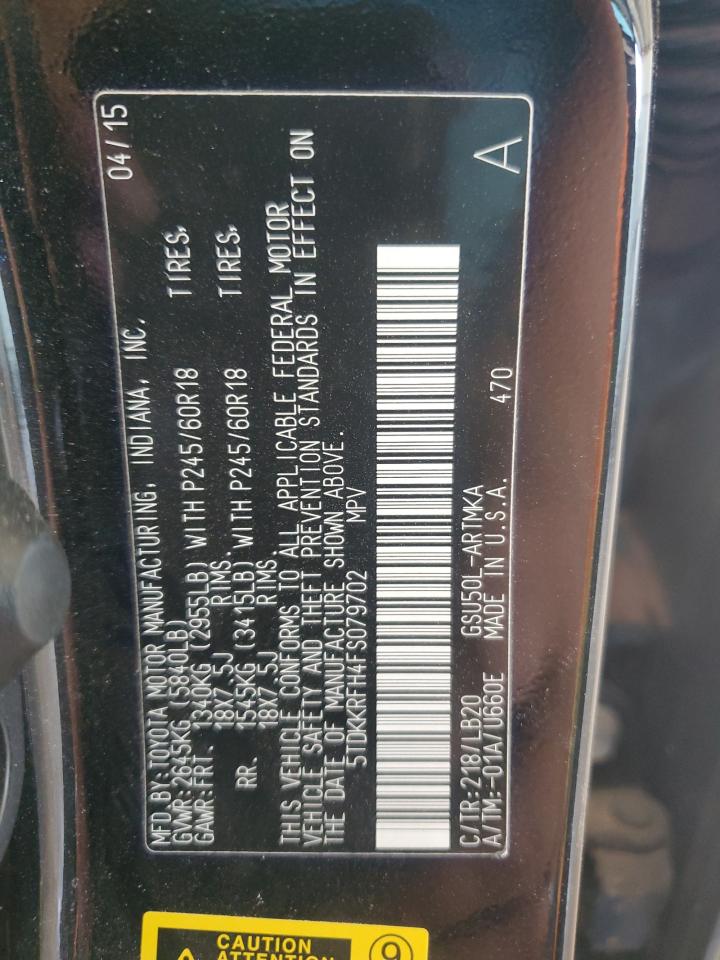 MFD. BY: TOYOTA MOTOR MANUFACTURING, INDIANA, INC. 04/15
GVWR: 2645KG (5840LB)
GAWR: FRT. 1340KG (2955LB) WITH P245/60R18 TIRES,
18X7.5J RIMS.
RR. 1545KG (3415LB) WITH P245/60R18 TIRES,
18X7.5J RIMS.
THIS VEHICLE CONFORMS TO ALL APPLICABLE FEDERAL MOTOR
VEHICLE SAFETY AND THEFT PREVENTION STANDARDS IN EFFECT ON
THE DATE OF MANUFACTURE SHOWN ABOVE.
5TDKKRFH4FS079702 MPV
C/TR: 218/LB20 GSU50L-ARTMKA A
A/TM: -01A/U660E MADE IN U.S.A. 470
CAUTION
ATTENTION